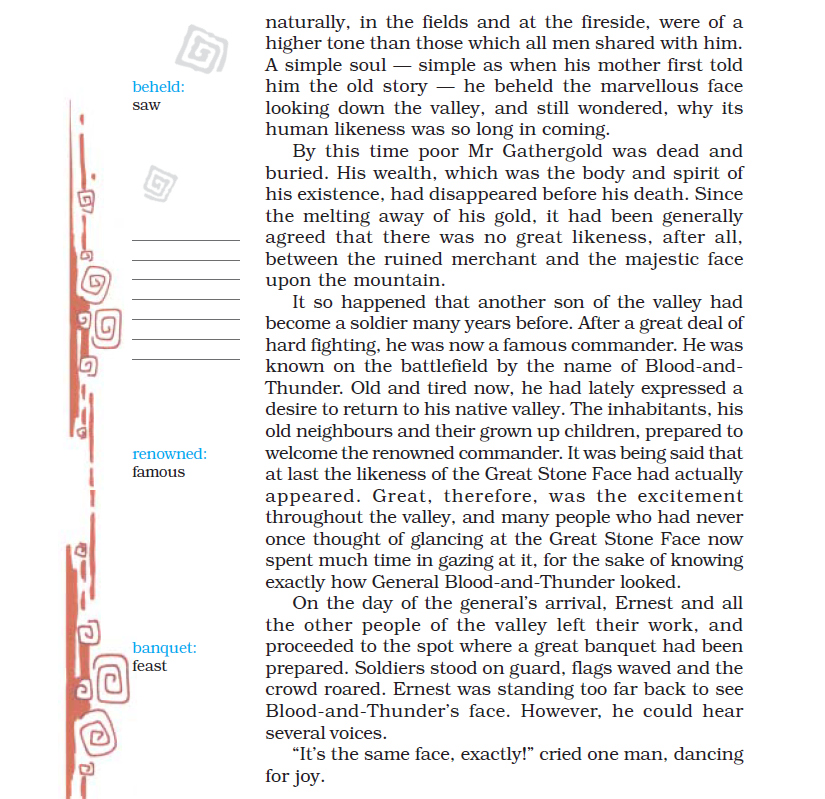 naturally, in the fields and at the fireside, were of a
higher tone than those which all men shared with him.
A simple soul — simple as when his mother first told
him the old story — he beheld the marvellous face
looking down the valley, and still wondered, why its
human likeness was so long in coming.
beheld:
saw
By this time poor Mr Gathergold was dead and
buried. His wealth, which was the body and spirit of
his existence, had disappeared before his death. Since
the melting away of his gold, it had been generally
agreed that there was no great likeness, after all,
between the ruined merchant and the majestic face
upon the mountain.
It so happened that another son of the valley had
become a soldier many years before. After a great deal of
hard fighting, he was now a famous commander. He was
known on the battlefield by the name of Blood-and-
Thunder. Old and tired now, he had lately expressed a
desire to return to his native valley. The inhabitants, his
old neighbours and their grown up children, prepared to
welcome the renowned commander. It was being said that
at last the likeness of the Great Stone Face had actually
appeared. Great, therefore, was the excitement
throughout the valley, and many people who had never
once thought of glancing at the Great Stone Face now
spent much time in gazing at it, for the sake of knowing
exactly how General Blood-and-Thunder looked.
renowned:
famous
On the day of the general's arrival, Ernest and all
the other people of the valley left their work, and
proceeded to the spot where a great banquet had been
prepared. Soldiers stood on guard, flags waved and the
crowd roared. Ernest was standing too far back to see
Blood-and-Thunder's face. However, he could hear
several voices.
banquet:
feast
“It's the same face, exactly!” cried one man, dancing
for joy.